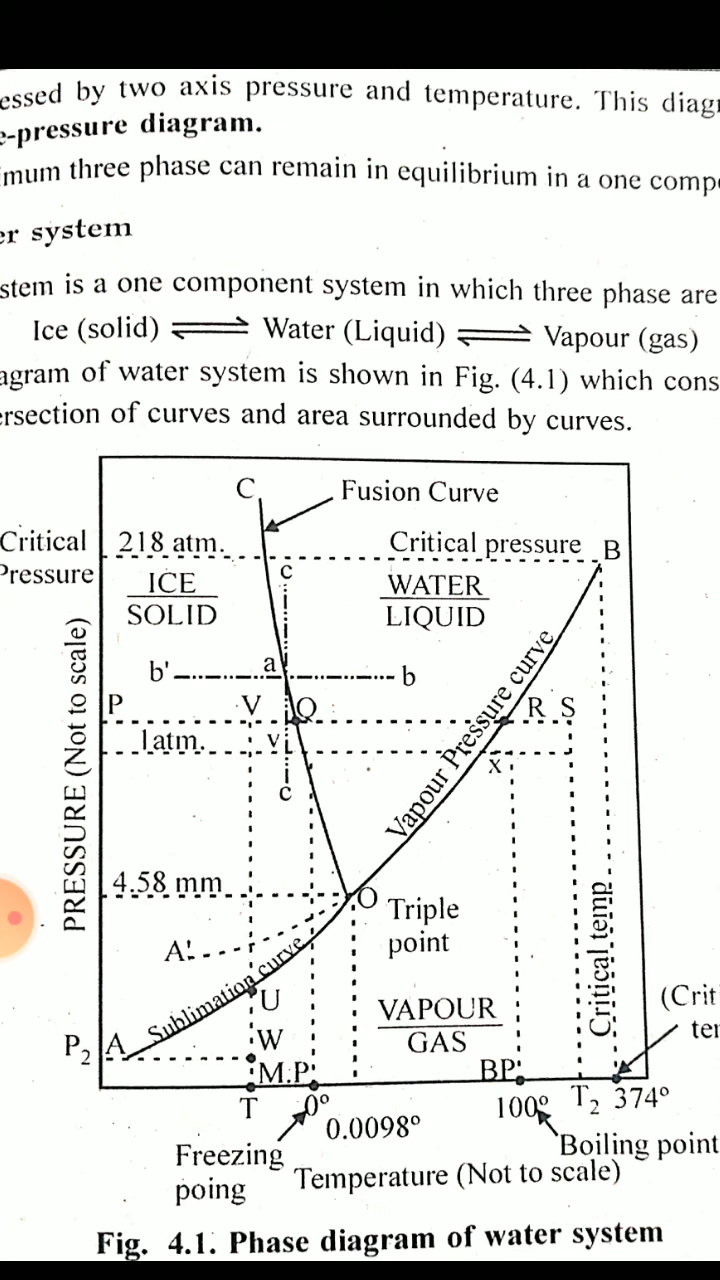 essed by two axis pressure and temperature. This diagr
e-pressure diagram.
imum three phase can remain in equilibrium in a one compo
er system
stem is a one component system in which three phase are
Ice (solid) ⇌ Water (Liquid) ⇌ Vapour (gas)
agram of water system is shown in Fig. (4.1) which cons
ersection of curves and area surrounded by curves.
C Fusion Curve
Critical Pressure
218 atm. Critical pressure B
ICE
SOLID
c
WATER
LIQUID
b' a b
P V Q R S
1atm. v x
c
Vapour Pressure curve
PRESSURE (Not to scale)
4.58 mm O
Triple
point
A'
Sublimation curve
U
VAPOUR
GAS
Critical temp
(Crit
ter
P2 A W
M.P BP
T 0° 0.0098° 100° T2 374°
Freezing
poing
Boiling point
Temperature (Not to scale)
Fig. 4.1. Phase diagram of water system